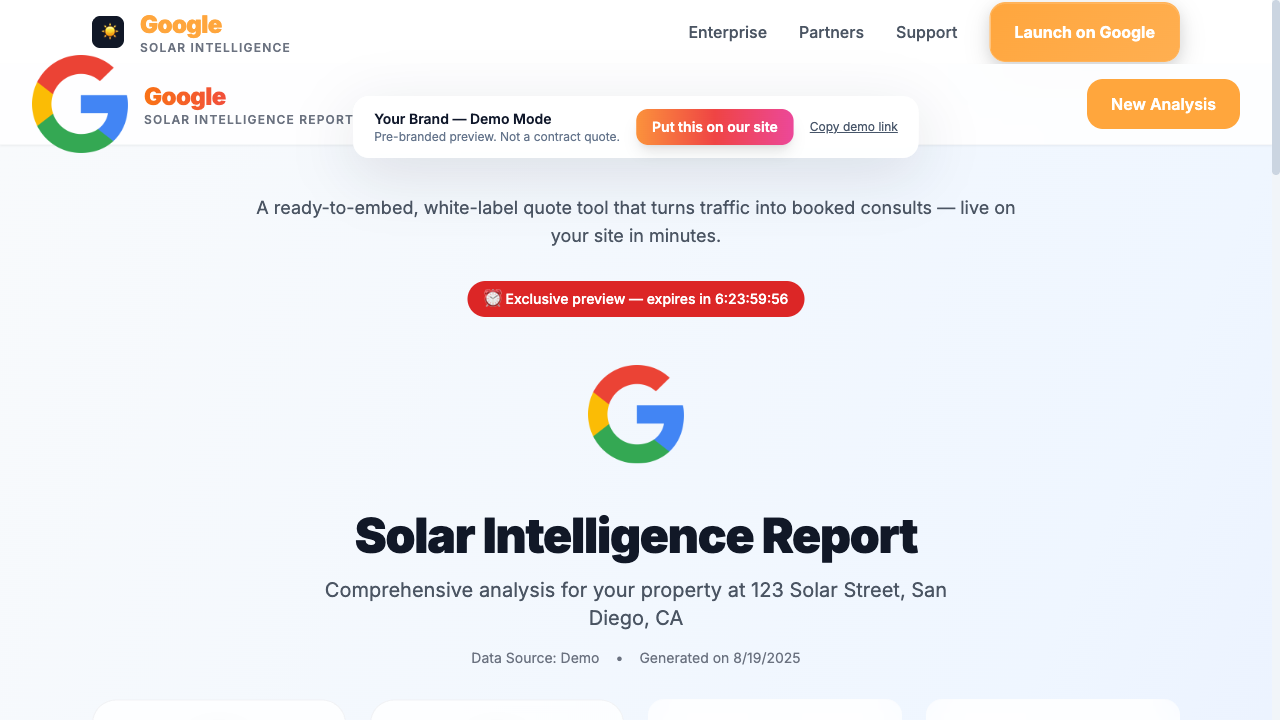 Google
SOLAR INTELLIGENCE
Enterprise
Partners
Support
Launch on Google
Google
SOLAR INTELLIGENCE REPORT
Your Brand — Demo Mode
Pre-branded preview. Not a contract quote.
Put this on our site
Copy demo link
New Analysis
A ready-to-embed, white-label quote tool that turns traffic into booked consults — live on
your site in minutes.
⏰ Exclusive preview — expires in 6:23:59:56
Solar Intelligence Report
Comprehensive analysis for your property at 123 Solar Street, San
Diego, CA
Data Source: Demo • Generated on 8/19/2025